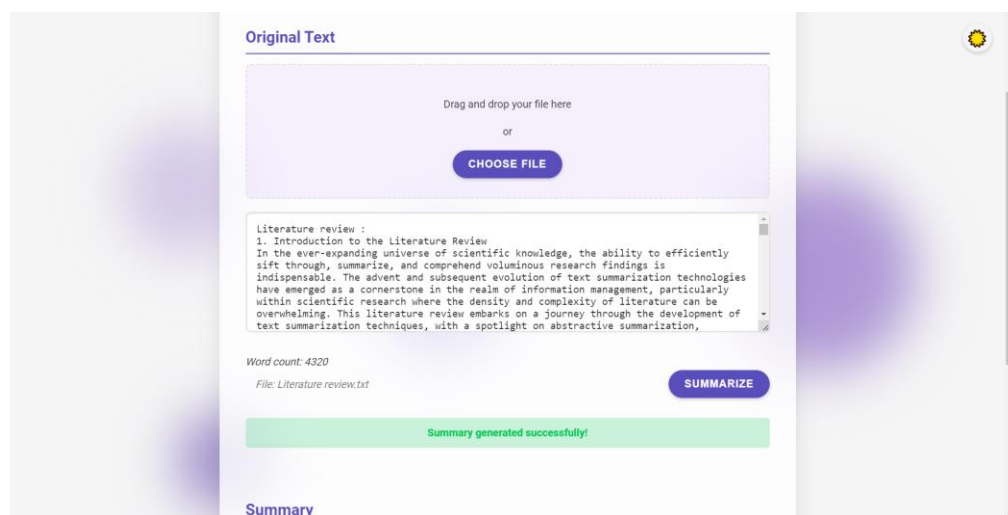 Original Text
Drag and drop your file here
or
CHOOSE FILE
Literature review :
1. Introduction to the Literature Review
In the ever-expanding universe of scientific knowledge, the ability to efficiently
sift through, summarize, and comprehend voluminous research findings is
indispensable. The advent and subsequent evolution of text summarization technologies
have emerged as a cornerstone in the realm of information management, particularly
within scientific research where the density and complexity of literature can be
overwhelming. This literature review embarks on a journey through the development of
text summarization techniques, with a spotlight on abstractive summarization,
Word count: 4320
File: Literature review.txt
SUMMARIZE
Summary generated successfully!
Summary